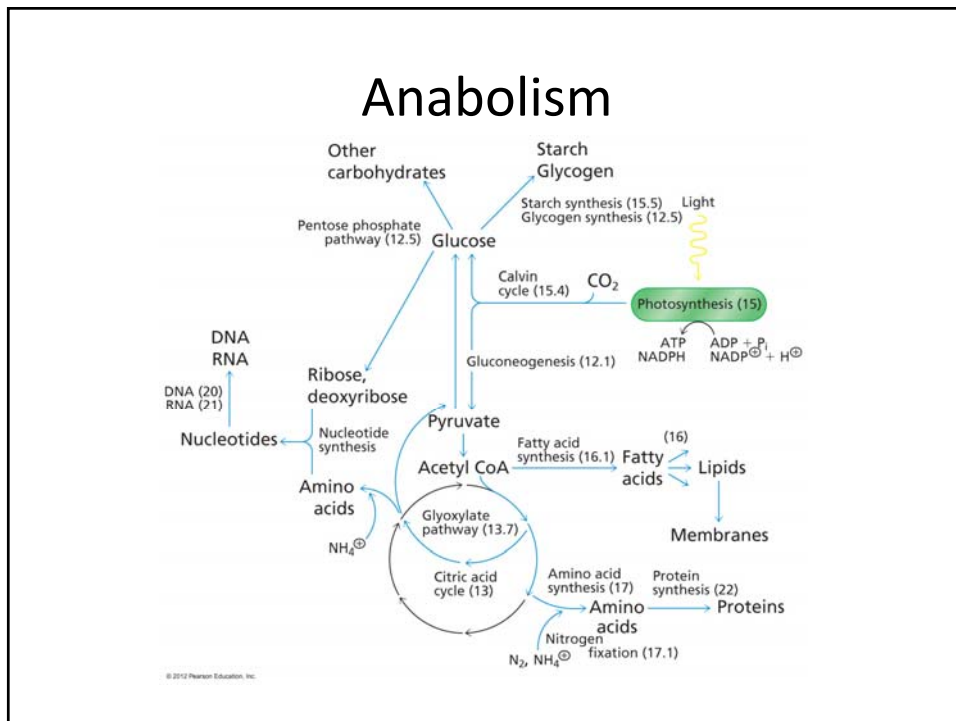 Anabolism
Other
carbohydrates
Starch
Glycogen
Starch synthesis (15.5)
Glycogen synthesis (12.5)
Light
Pentose phosphate
pathway (12.5)
Glucose
Calvin
cycle (15.4)
CO₂
Photosynthesis (15)
ATP
NADPH
ADP + Pᵢ
NADP⊕ + H⊕
Gluconeogenesis (12.1)
DNA
RNA
DNA (20)
RNA (21)
Ribose,
deoxyribose
Nucleotides
Nucleotide
synthesis
Pyruvate
Acetyl CoA
Fatty acid
synthesis (16.1)
Fatty
acids
(16)
Lipids
Membranes
Amino
acids
NH₄⊕
Glyoxylate
pathway (13.7)
Citric acid
cycle (13)
Amino acid
synthesis (17)
Protein
synthesis (22)
Amino
acids
Proteins
Nitrogen
fixation (17.1)
N₂, NH₄⊕
© 2012 Pearson Education, Inc.